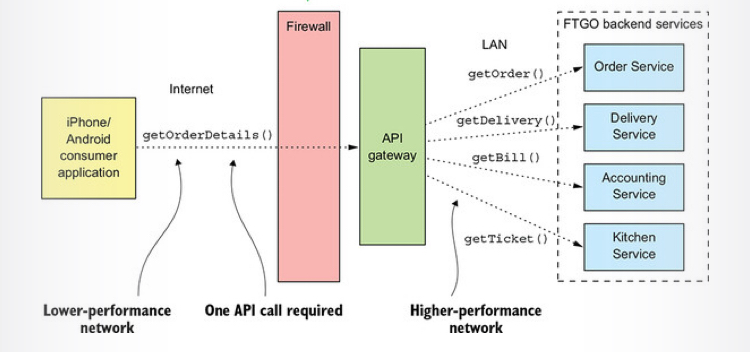 Firewall
FTGO backend services
LAN
getOrder()
Order Service
Internet
iPhone/
Android
consumer
application
getOrderDetails()
API
gateway
getDelivery()
Delivery
Service
getBill()
Accounting
Service
getTicket()
Kitchen
Service
Lower-performance
network
One API call required
Higher-performance
network